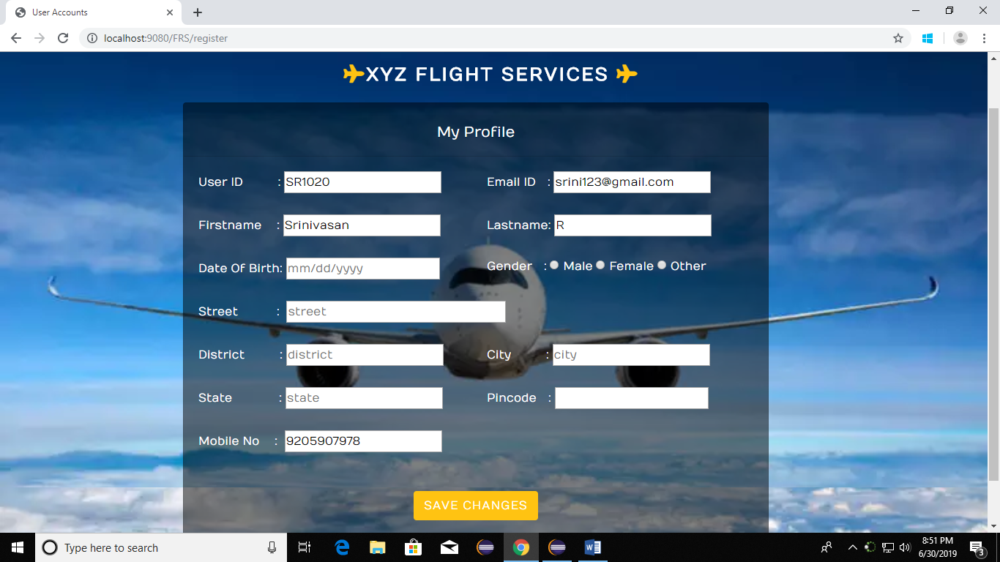 User Accounts
localhost:9080/FRS/register
XYZ FLIGHT SERVICES
My Profile
User ID : SR1020 Email ID : srini123@gmail.com
Firstname : Srinivasan Lastname: R
Date Of Birth: mm/dd/yyyy Gender : Male Female Other
Street : street
District : district City : city
State : state Pincode :
Mobile No : 9205907978
SAVE CHANGES
Type here to search
8:51 PM
6/30/2019
3